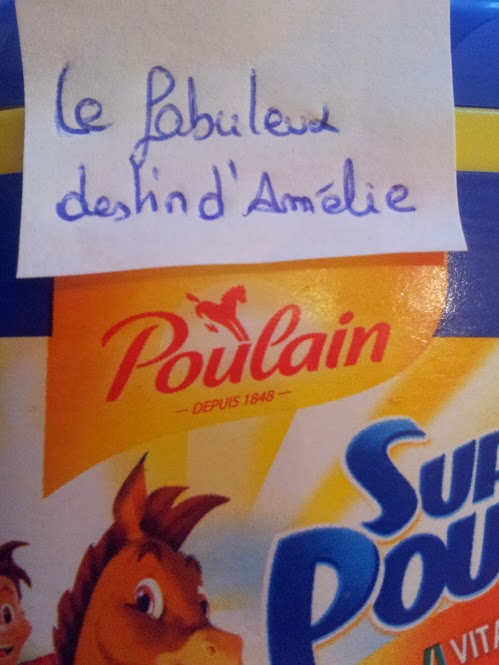 Le fabuleux
destin d'Amélie
Poulain
— DEPUIS 1848 —
SUP
POU
VITA